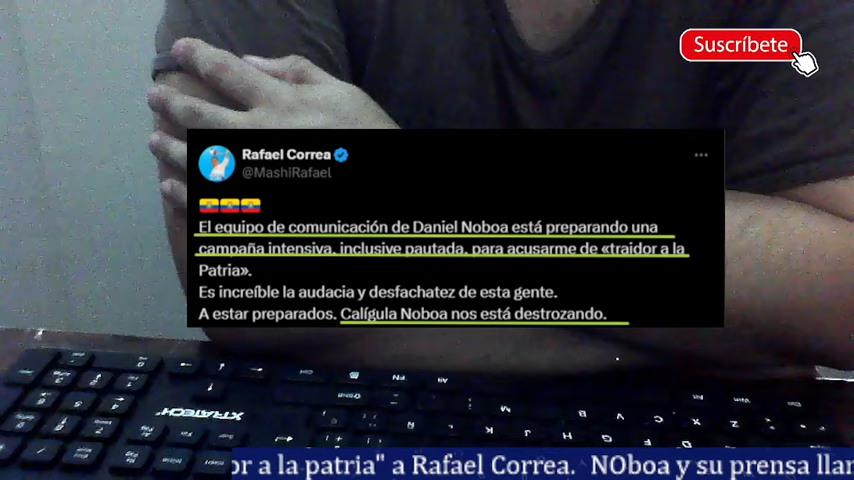 Suscríbete
Rafael Correa
@MashiRafael
El equipo de comunicación de Daniel Noboa está preparando una
campaña intensiva, inclusive pautada, para acusarme de «traidor a la
Patria».
Es increíble la audacia y desfachatez de esta gente.
A estar preparados. Calígula Noboa nos está destrozando.
XTRATECH
or a la patria" a Rafael Correa. NOboa y su prensa llam